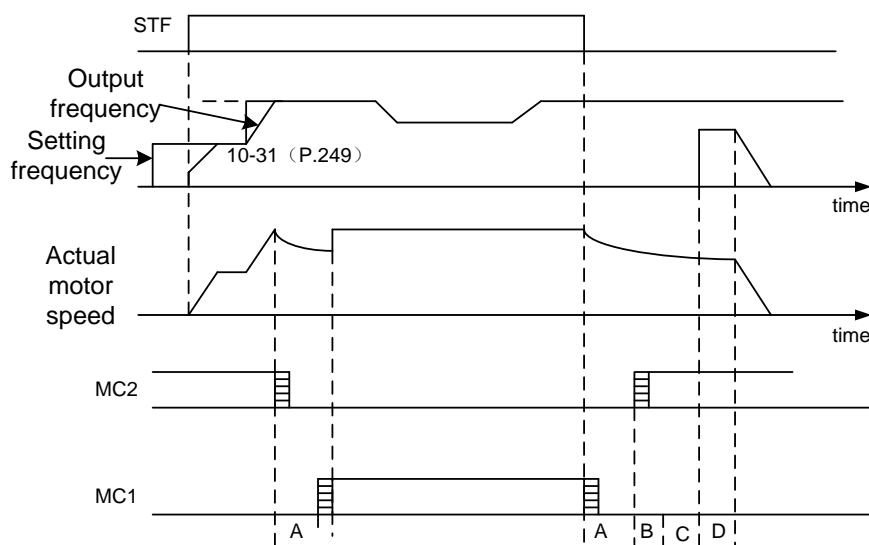 STF
Output
frequency
Setting
frequency
10-31（P.249）
time
Actual
motor
speed
time
MC2
MC1
A
A
B
C
D